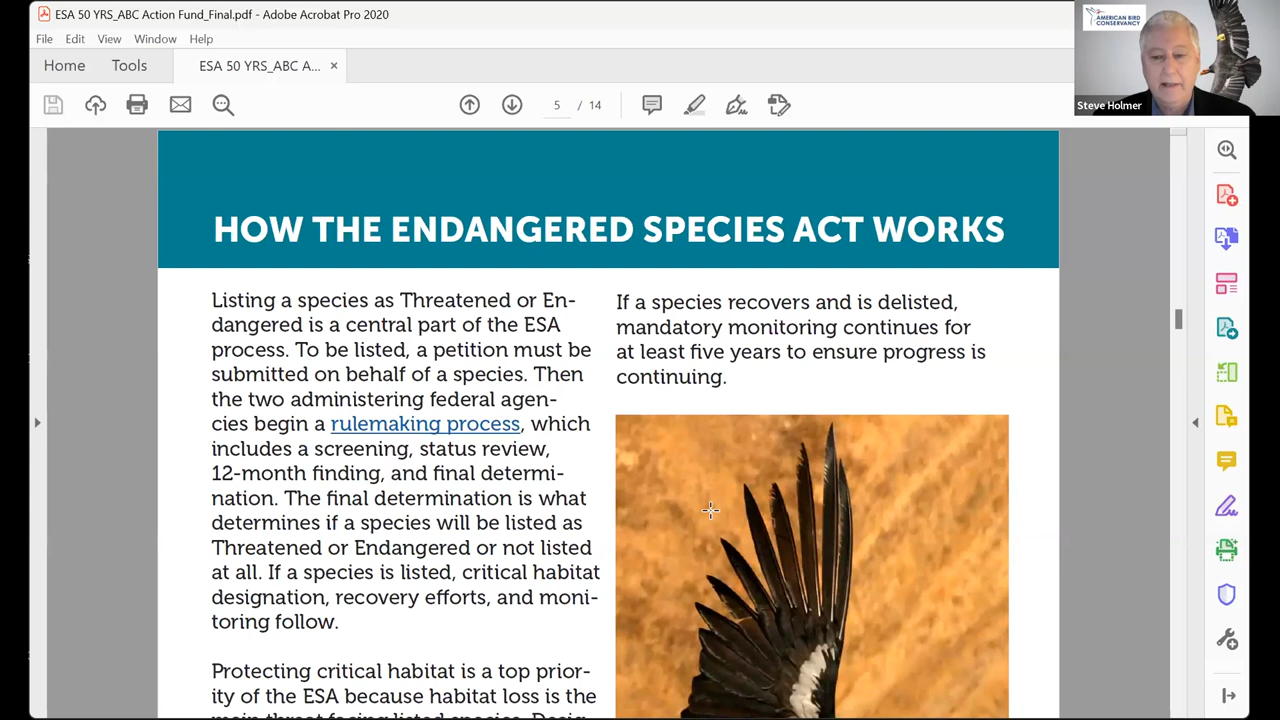 ESA 50 YRS_ABC Action Fund_Final.pdf - Adobe Acrobat Pro 2020
File Edit View Window Help
Home Tools ESA 50 YRS_ABC A... ×
5 / 14
AMERICAN BIRD
CONSERVANCY
Steve Holmer
HOW THE ENDANGERED SPECIES ACT WORKS
Listing a species as Threatened or En-
dangered is a central part of the ESA
process. To be listed, a petition must be
submitted on behalf of a species. Then
the two administering federal agen-
cies begin a rulemaking process, which
includes a screening, status review,
12-month finding, and final determi-
nation. The final determination is what
determines if a species will be listed as
Threatened or Endangered or not listed
at all. If a species is listed, critical habitat
designation, recovery efforts, and moni-
toring follow.
Protecting critical habitat is a top prior-
ity of the ESA because habitat loss is the
main threat facing listed species. Desig-
If a species recovers and is delisted,
mandatory monitoring continues for
at least five years to ensure progress is
continuing.